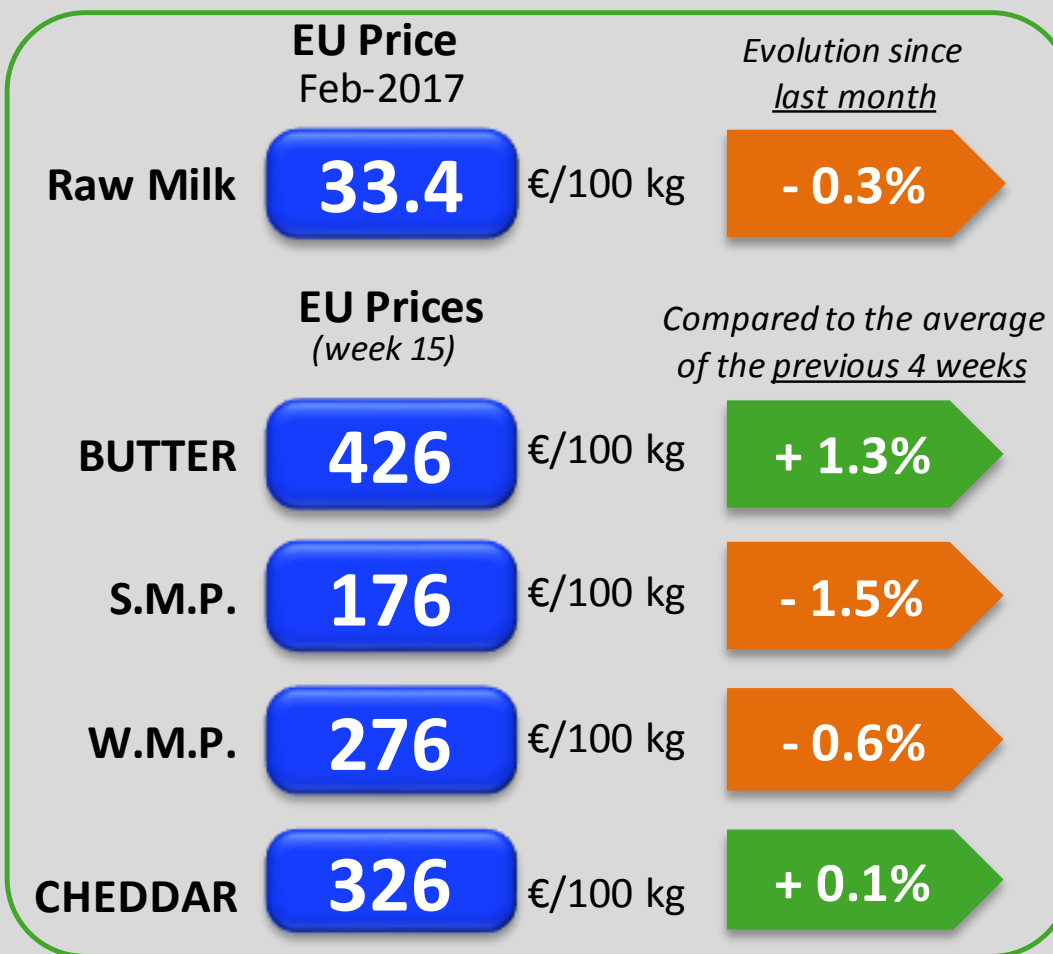 EU Price
Feb-2017
Evolution since
last month
Raw Milk 33.4 €/100 kg - 0.3%
EU Prices
(week 15)
Compared to the average
of the previous 4 weeks
BUTTER 426 €/100 kg + 1.3%
S.M.P. 176 €/100 kg - 1.5%
W.M.P. 276 €/100 kg - 0.6%
CHEDDAR 326 €/100 kg + 0.1%